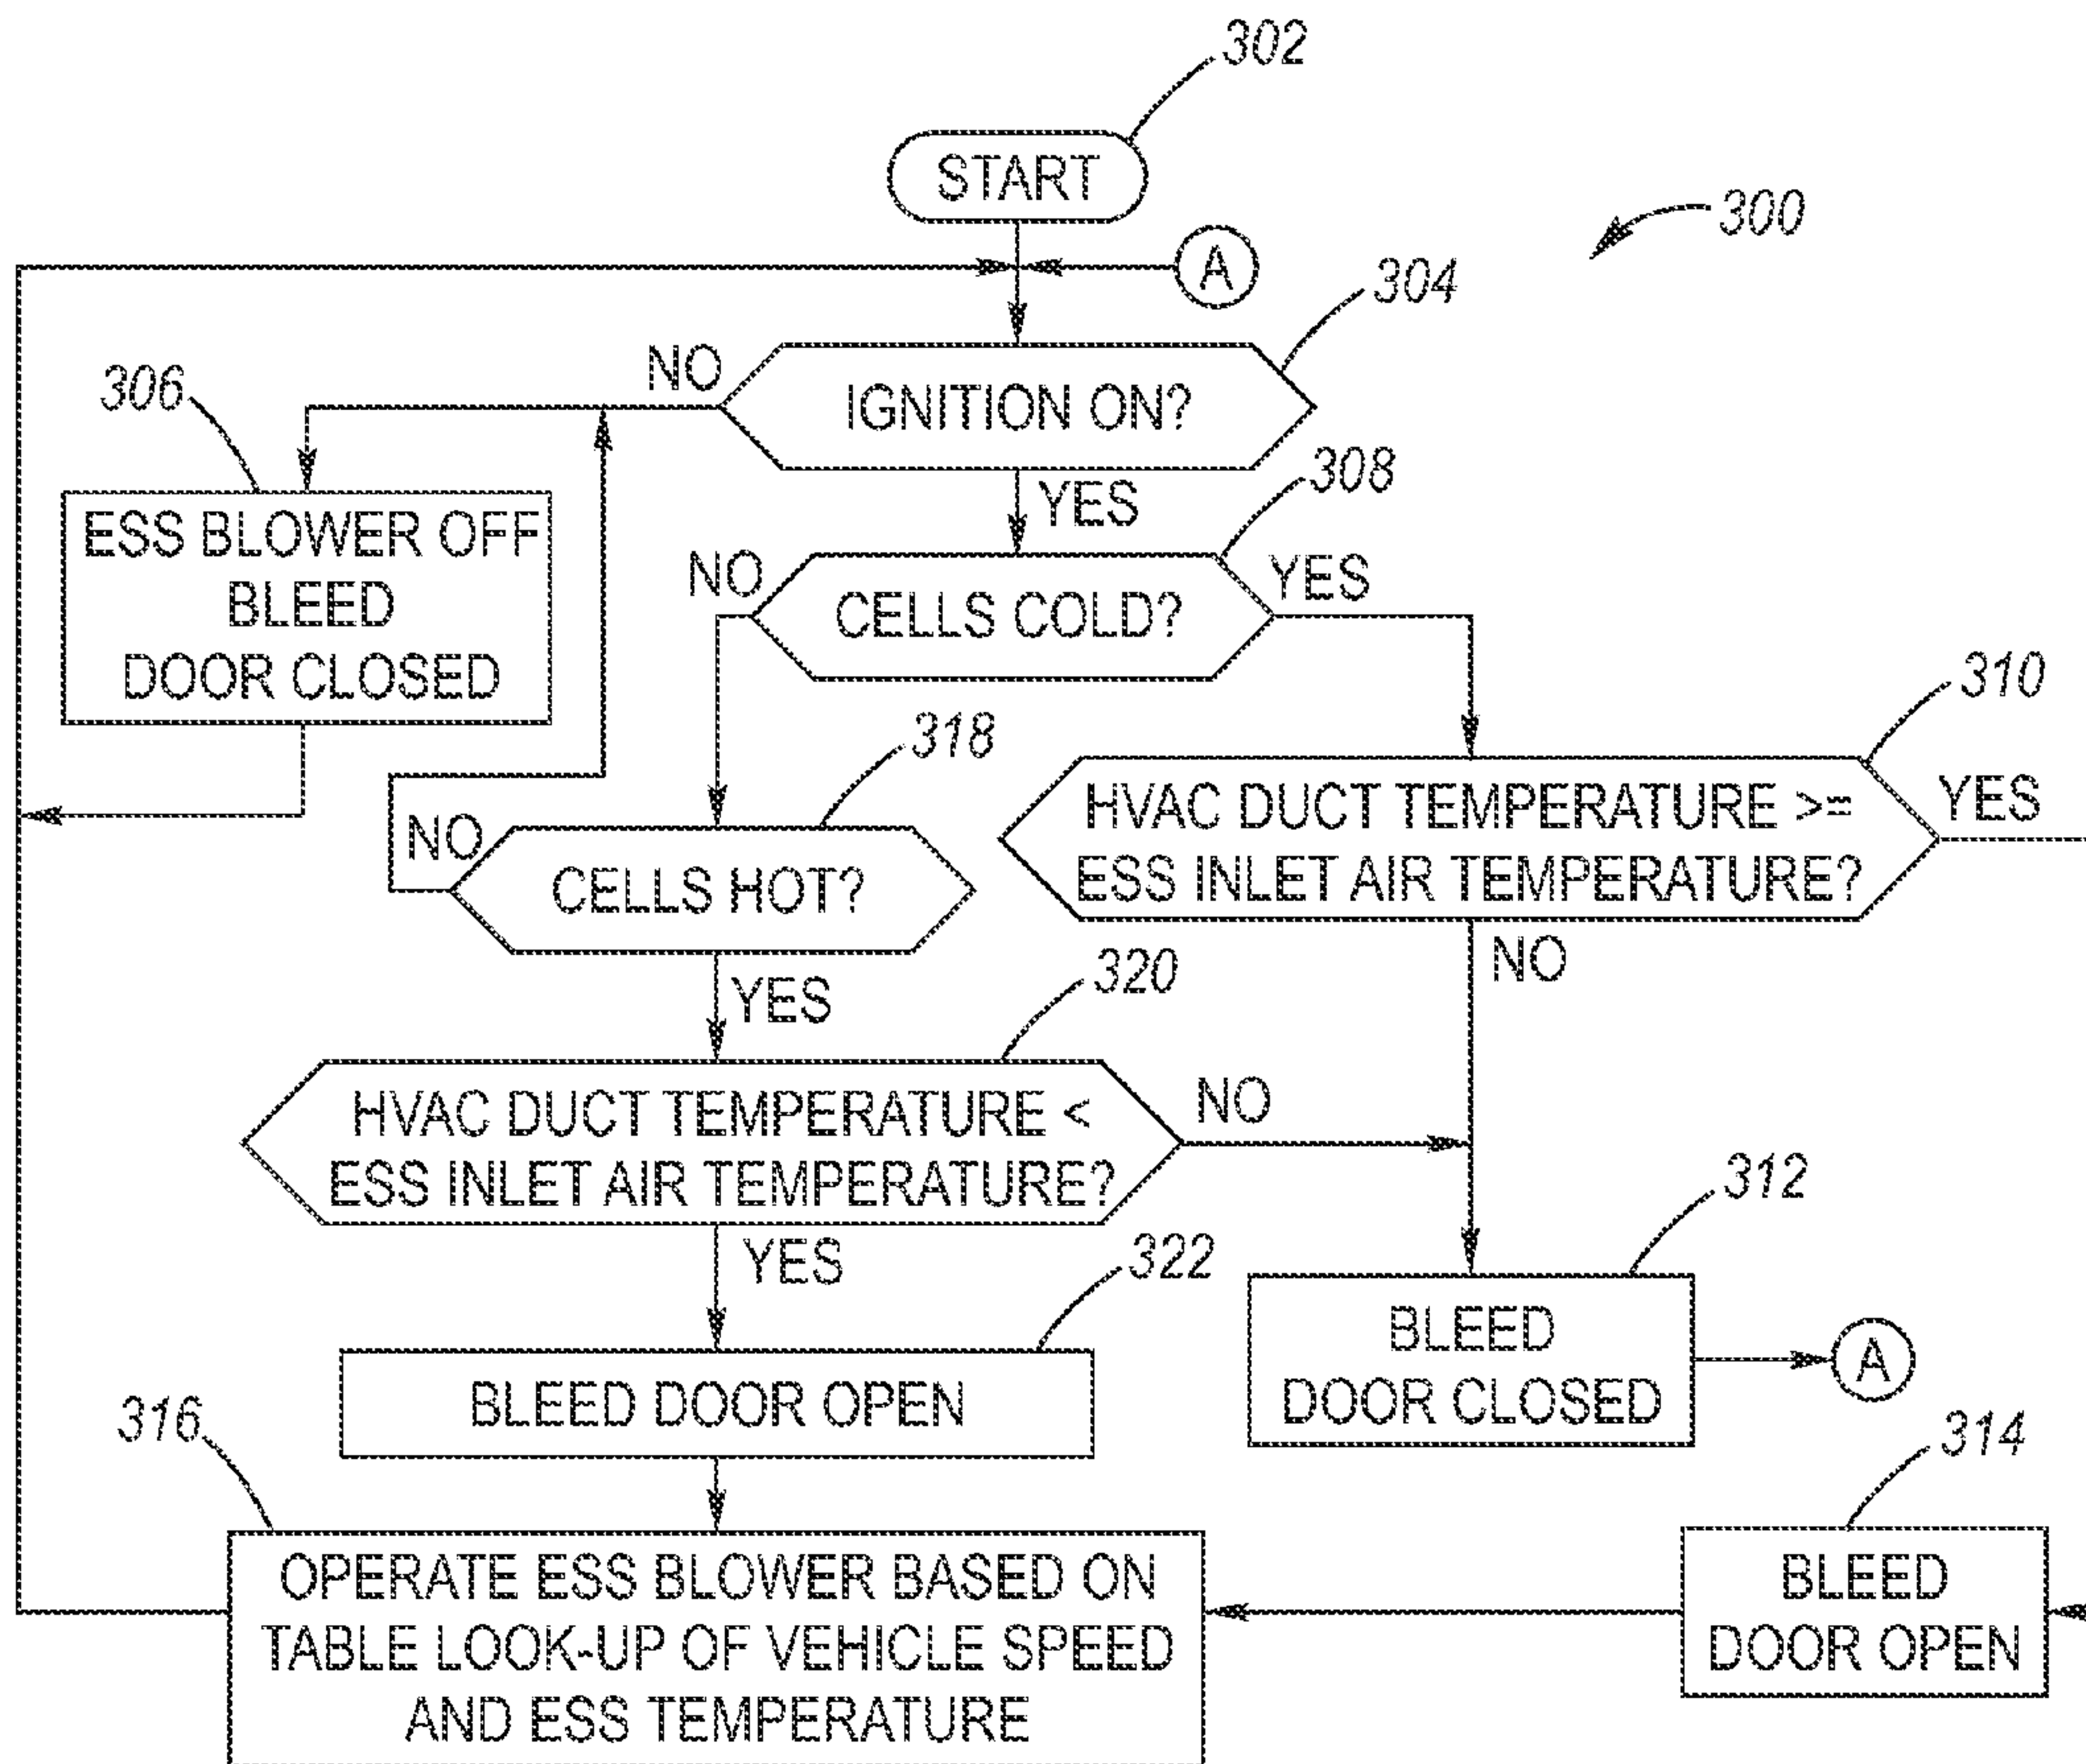 302
START
300
A
304
NO
IGNITION ON?
306
YES
308
ESS BLOWER OFF
BLEED
DOOR CLOSED
NO
CELLS COLD?
YES
310
318
HVAC DUCT TEMPERATURE >=
ESS INLET AIR TEMPERATURE?
YES
NO
CELLS HOT?
NO
YES
320
HVAC DUCT TEMPERATURE <
ESS INLET AIR TEMPERATURE?
NO
312
YES
322
BLEED
DOOR CLOSED
A
BLEED DOOR OPEN
316
314
OPERATE ESS BLOWER BASED ON
TABLE LOOK-UP OF VEHICLE SPEED
AND ESS TEMPERATURE
BLEED
DOOR OPEN